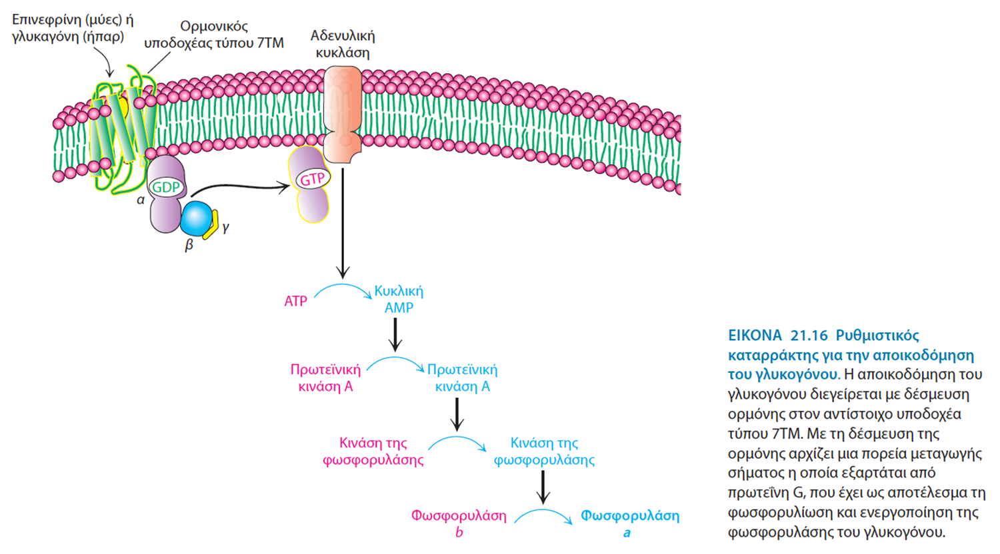 Επινεφρίνη (μύες) ή
γλυκαγόνη (ήπαρ)
Ορμονικός
υποδοχέας τύπου 7TM
Αδενυλική
κυκλάση
GDP
α
β
γ
GTP
ATP
Κυκλική
AMP
Πρωτεϊνική
κινάση Α
Πρωτεϊνική
κινάση Α
Κινάση της
φωσφορυλάσης
Κινάση της
φωσφορυλάσης
Φωσφορυλάση
b
Φωσφορυλάση
a
ΕΙΚΟΝΑ 21.16 Ρυθμιστικός
καταρράκτης για την αποικοδόμηση
του γλυκογόνου. Η αποικοδόμηση του
γλυκογόνου διεγείρεται με δέσμευση
ορμόνης στον αντίστοιχο υποδοχέα
τύπου 7TM. Με τη δέσμευση της
ορμόνης αρχίζει μια πορεία μεταγωγής
σήματος η οποία εξαρτάται από
πρωτεΐνη G, που έχει ως αποτέλεσμα τη
φωσφορυλίωση και ενεργοποίηση της
φωσφορυλάσης του γλυκογόνου.